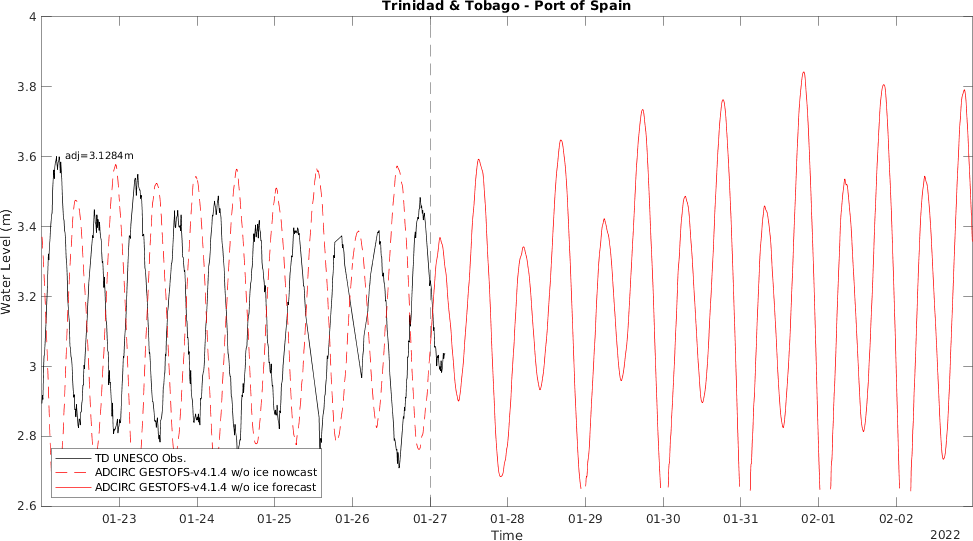 Trinidad & Tobago - Port of Spain
4
3.8
3.6
3.4
3.2
3
2.8
2.6
Water Level (m)
adj=3.1284m
TD UNESCO Obs.
ADCIRC GESTOFS-v4.1.4 w/o ice nowcast
ADCIRC GESTOFS-v4.1.4 w/o ice forecast
01-23 01-24 01-25 01-26 01-27 01-28 01-29 01-30 01-31 02-01 02-02
Time
2022